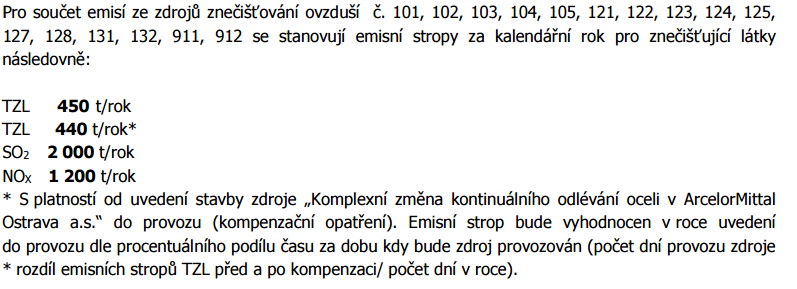 Pro součet emisí ze zdrojů znečišťování ovzduší č. 101, 102, 103, 104, 105, 121, 122, 123, 124, 125,
127, 128, 131, 132, 911, 912 se stanovují emisní stropy za kalendářní rok pro znečišťující látky
následovně:
TZL 450 t/rok
TZL 440 t/rok*
SO₂ 2 000 t/rok
NOx 1 200 t/rok
* S platností od uvedení stavby zdroje „Komplexní změna kontinuálního odlévání oceli v ArcelorMittal
Ostrava a.s.“ do provozu (kompenzační opatření). Emisní strop bude vyhodnocen v roce uvedení
do provozu dle procentuálního podílu času za dobu kdy bude zdroj provozován (počet dní provozu zdroje
* rozdíl emisních stropů TZL před a po kompenzaci/ počet dní v roce).